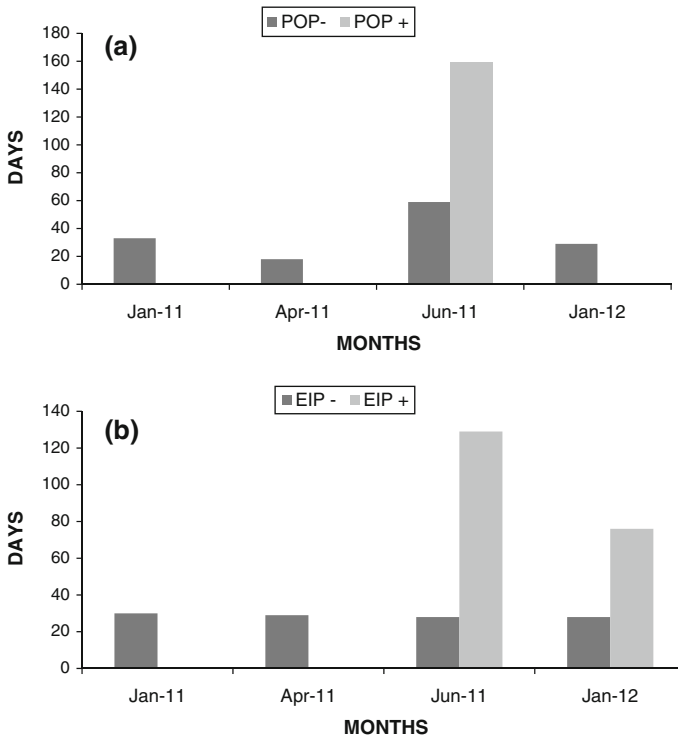 POP- POP +
(a)
180
160
140
120
100
80
60
40
20
0
DAYS
Jan-11 Apr-11 Jun-11 Jan-12
MONTHS
EIP - EIP +
(b)
140
120
100
80
60
40
20
0
DAYS
Jan-11 Apr-11 Jun-11 Jan-12
MONTHS